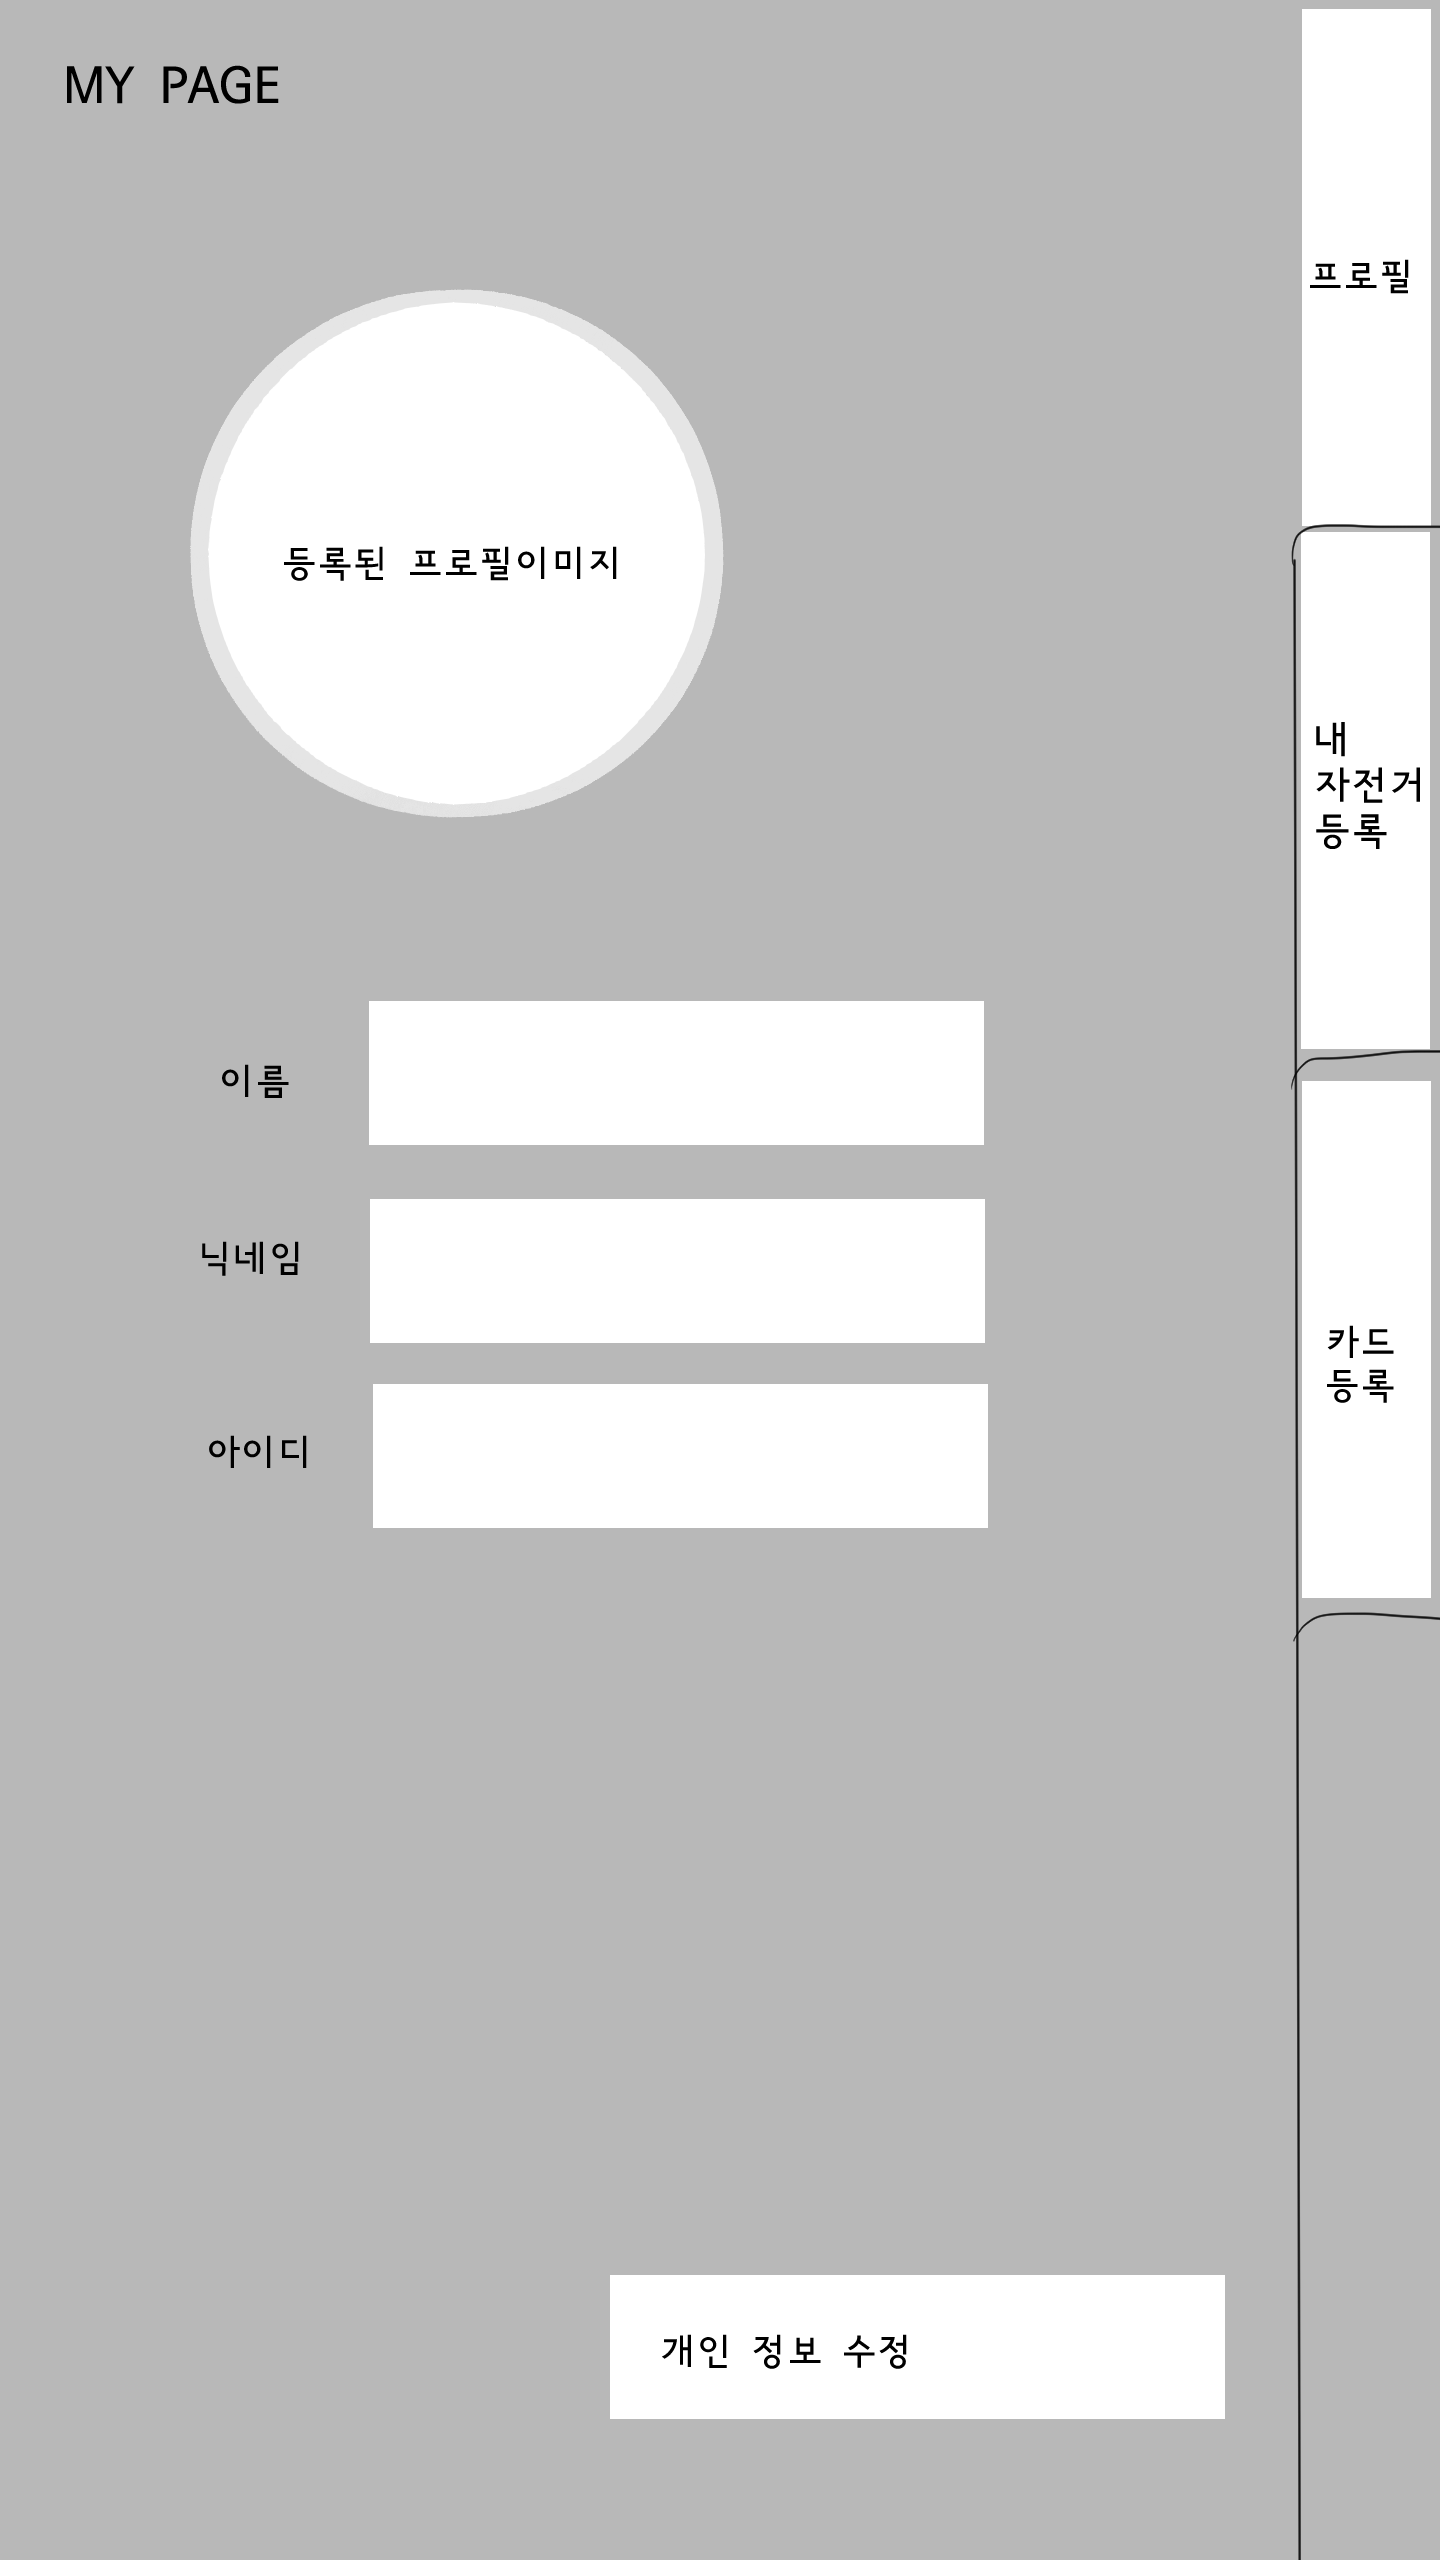 MY PAGE
프로필
등록된 프로필이미지
내
자전거
등록
이름
닉네임
카드
등록
아이디
개인 정보 수정